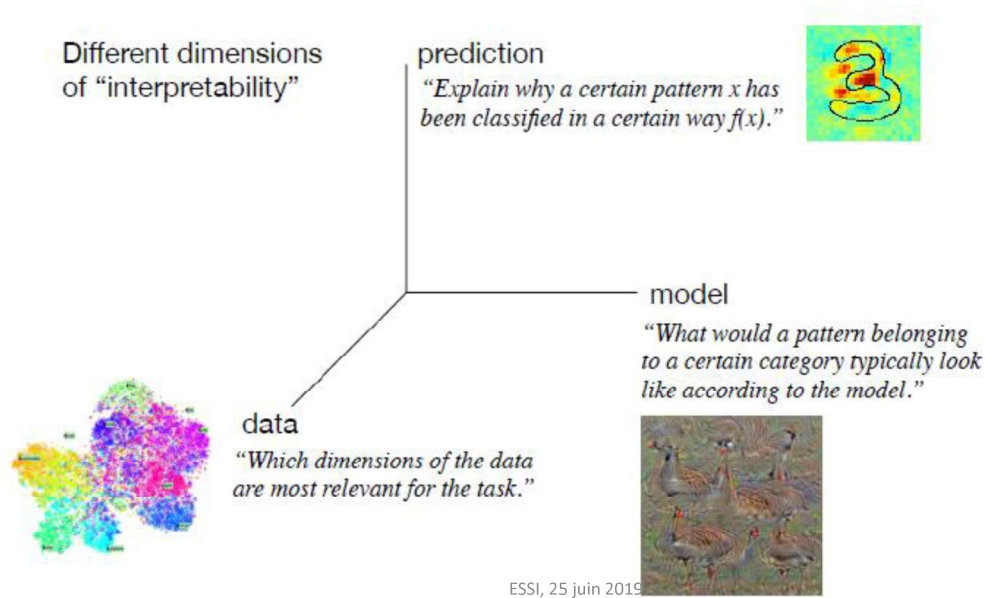 Different dimensions
of “interpretability”
prediction
“Explain why a certain pattern x has
been classified in a certain way f(x).”
model
“What would a pattern belonging
to a certain category typically look
like according to the model.”
data
“Which dimensions of the data
are most relevant for the task.”
ESSI, 25 juin 2019